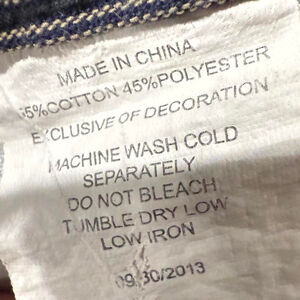 MADE IN CHINA
55%COTTON 45%POLYESTER
EXCLUSIVE OF DECORATION
MACHINE WASH COLD
SEPARATELY
DO NOT BLEACH
TUMBLE DRY LOW
LOW IRON
09/30/2013